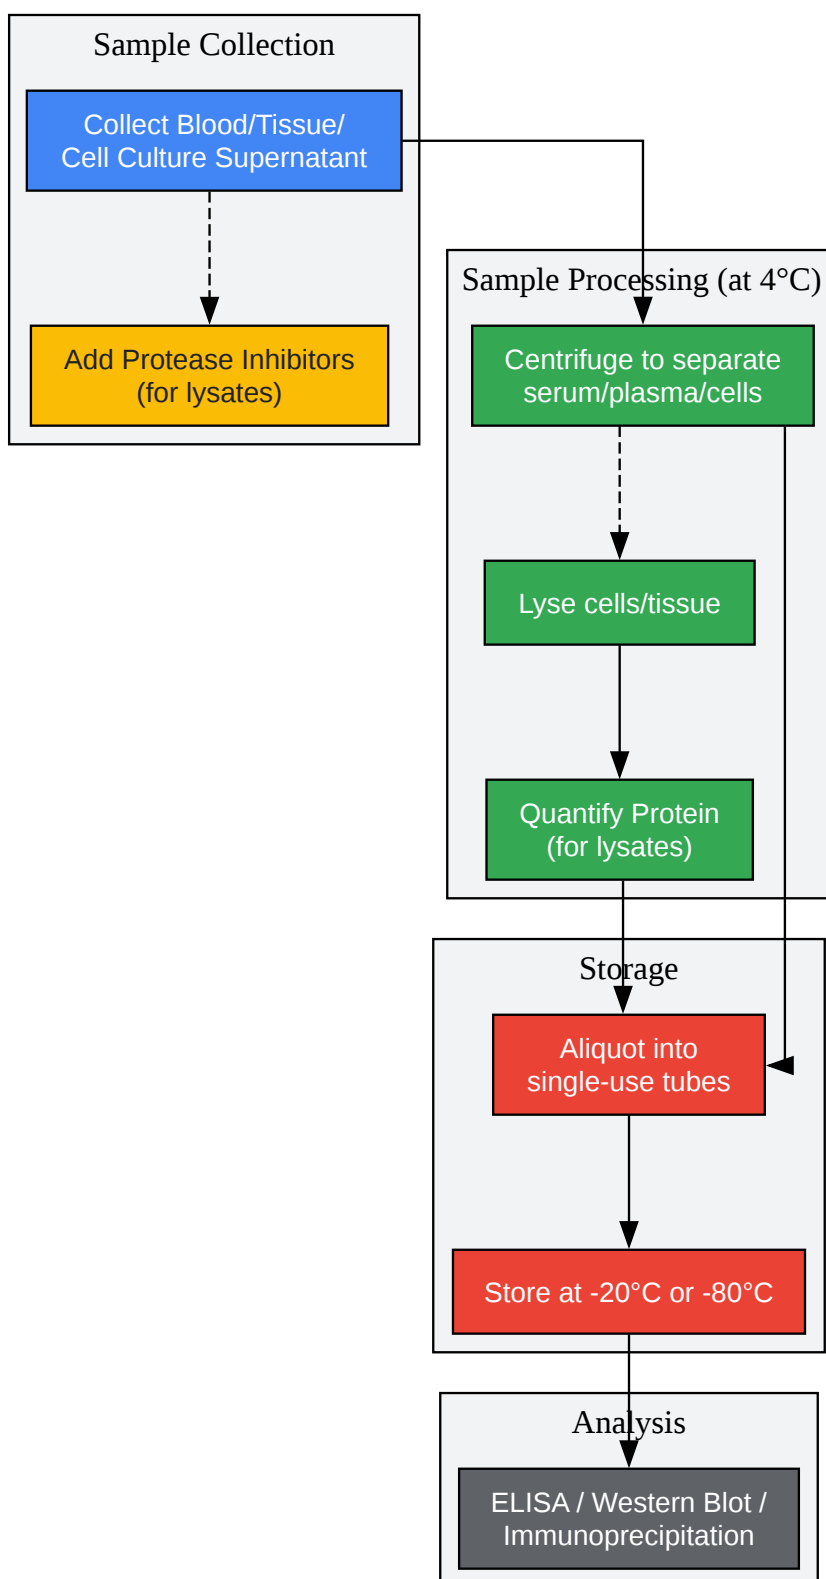 Sample Collection
Collect Blood/Tissue/
Cell Culture Supernatant
Add Protease Inhibitors
(for lysates)
Sample Processing (at 4°C)
Centrifuge to separate
serum/plasma/cells
Lyse cells/tissue
Quantify Protein
(for lysates)
Storage
Aliquot into
single-use tubes
Store at -20°C or -80°C
Analysis
ELISA / Western Blot /
Immunoprecipitation